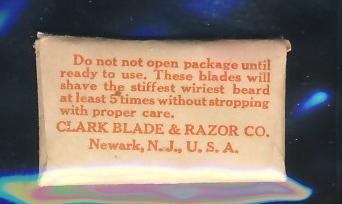 Do not not open package until
ready to use. These blades will
shave the stiffest wiriest beard
at least 5 times without stropping
with proper care.
CLARK BLADE & RAZOR CO.
Newark, N. J., U. S. A.